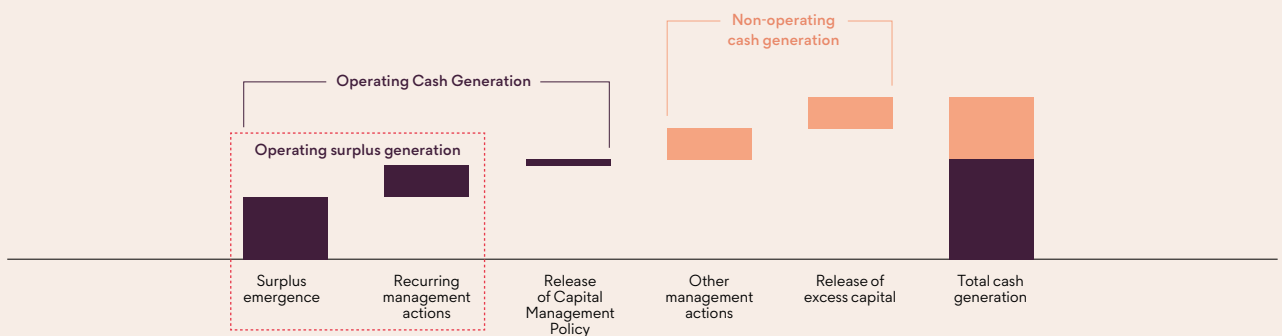 Non-operating
cash generation
Operating Cash Generation
Operating surplus generation
Surplus
emergence
Recurring
management
actions
Release
of Capital
Management
Policy
Other
management
actions
Release of
excess capital
Total cash
generation